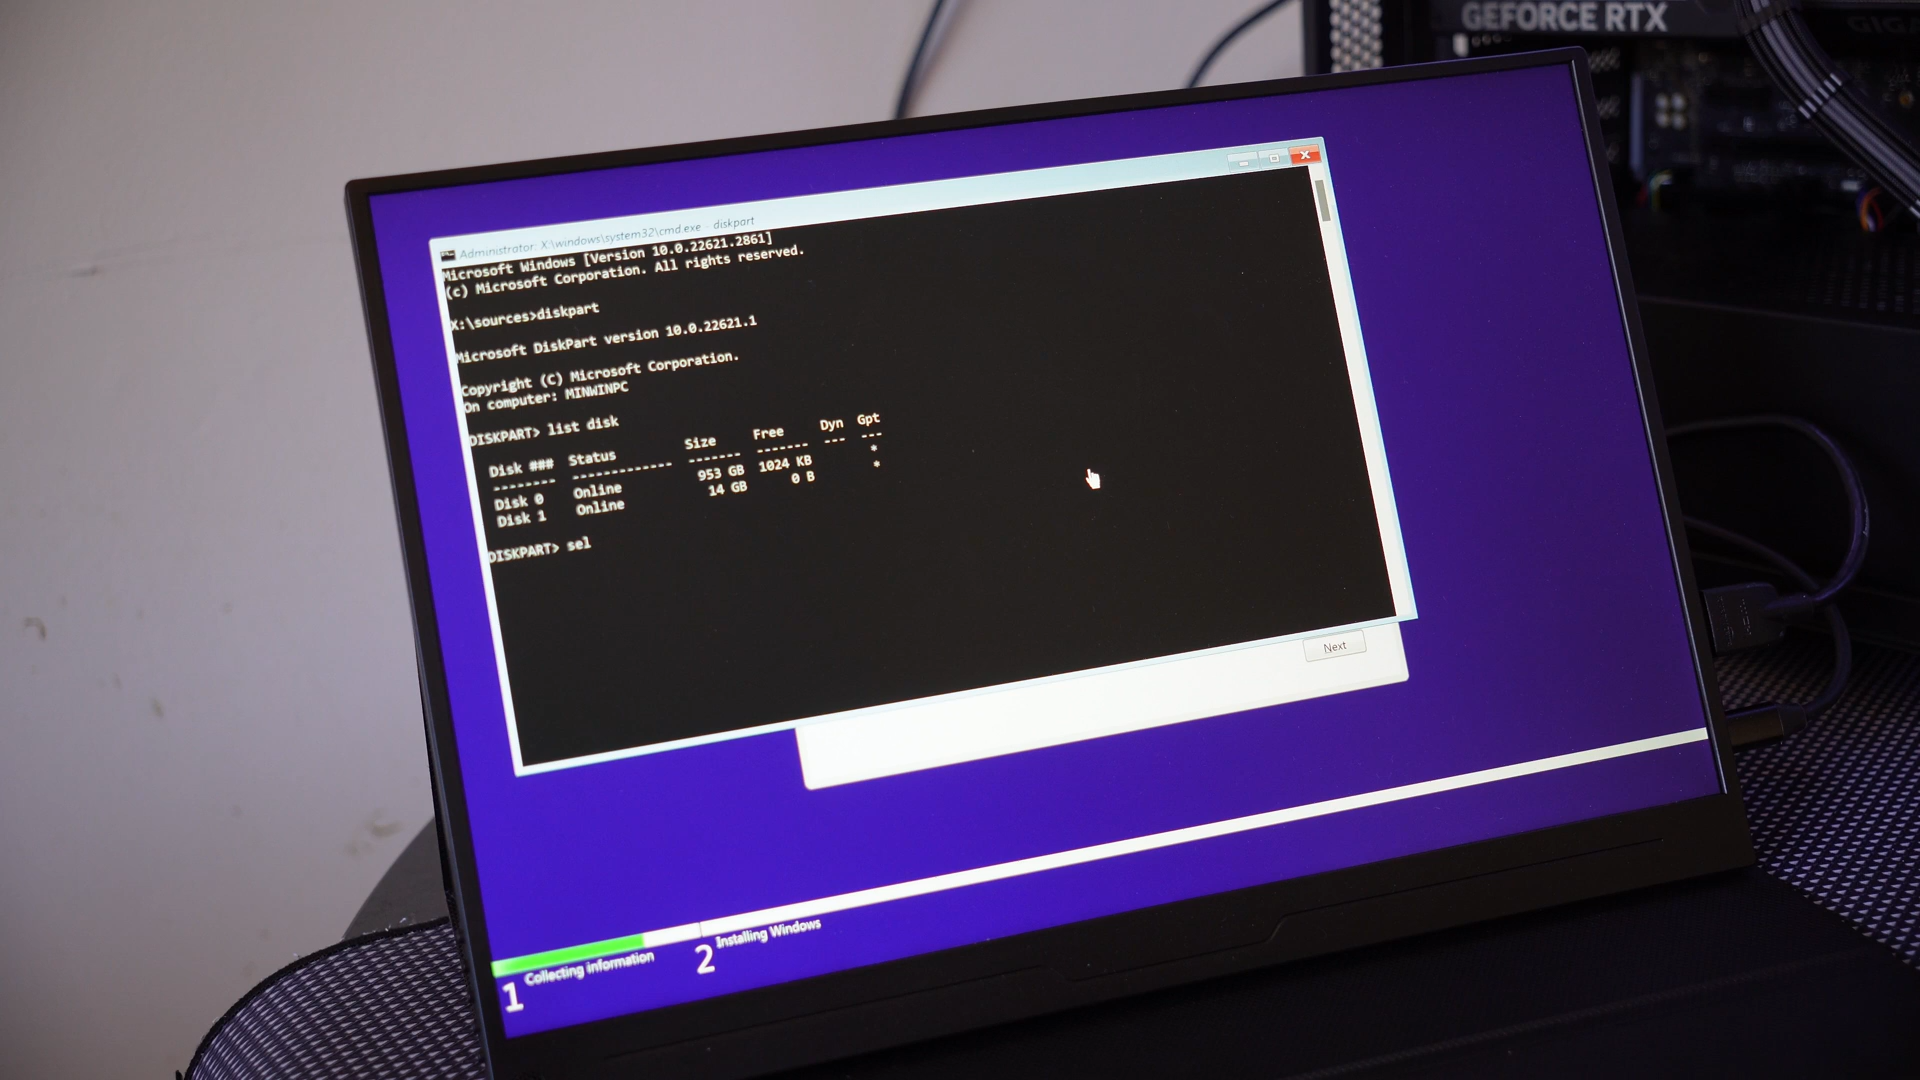 GEFORCE RTX
Administrator: X:\windows\system32\cmd.exe - diskpart
Microsoft Windows [Version 10.0.22621.2861]
(c) Microsoft Corporation. All rights reserved.
X:\sources>diskpart
Microsoft DiskPart version 10.0.22621.1
Copyright (C) Microsoft Corporation.
On computer: MINWINPC
DISKPART> list disk
Disk ### Status Size Free Dyn Gpt
-------- ------------- ------- ------- --- ---
Disk 0 Online 953 GB 1024 KB *
Disk 1 Online 14 GB 0 B *
DISKPART> sel
Next
1 Collecting information
2 Installing Windows